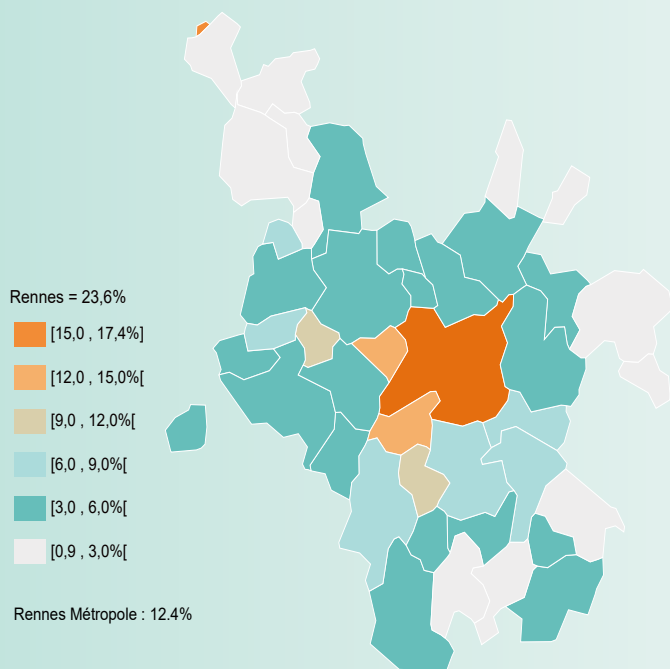 Rennes = 23,6%
[15,0 , 17,4%]
[12,0 , 15,0%[
[9,0 , 12,0%[
[6,0 , 9,0%[
[3,0 , 6,0%[
[0,9 , 3,0%[
Rennes Métropole : 12.4%